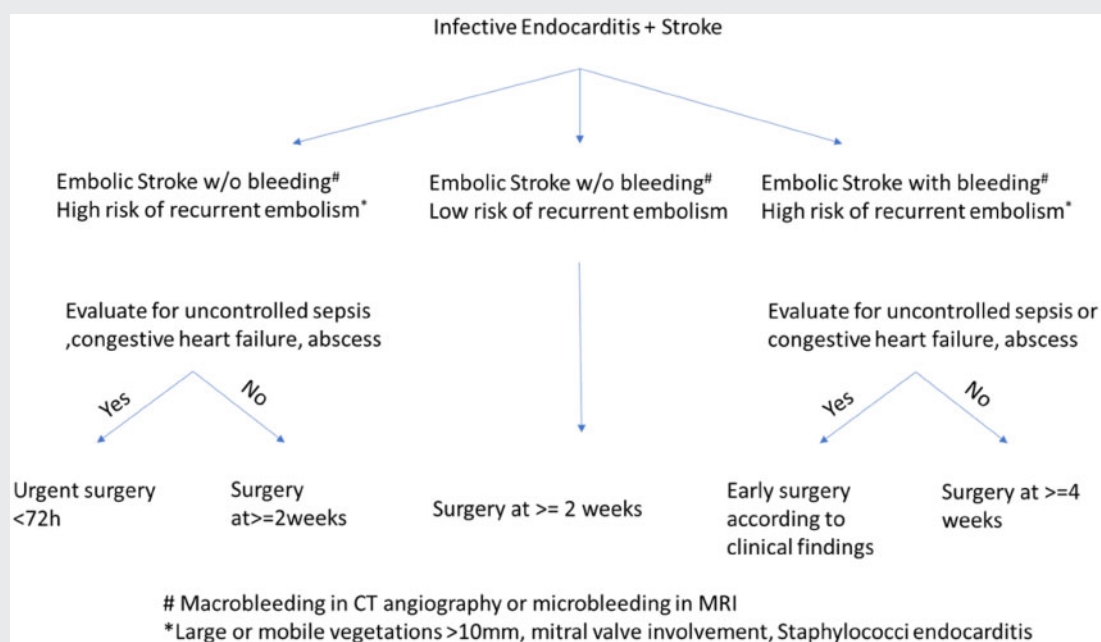 Infective Endocarditis + Stroke
Embolic Stroke w/o bleeding#
High risk of recurrent embolism*
Embolic Stroke w/o bleeding#
Low risk of recurrent embolism
Embolic Stroke with bleeding#
High risk of recurrent embolism*
Evaluate for uncontrolled sepsis
,congestive heart failure, abscess
Evaluate for uncontrolled sepsis or
congestive heart failure, abscess
Yes
No
Yes
No
Urgent surgery
<72h
Surgery
at>=2weeks
Surgery at >= 2 weeks
Early surgery
according to
clinical findings
Surgery at >=4
weeks
# Macrobleeding in CT angiography or microbleeding in MRI
*Large or mobile vegetations >10mm, mitral valve involvement, Staphylococci endocarditis